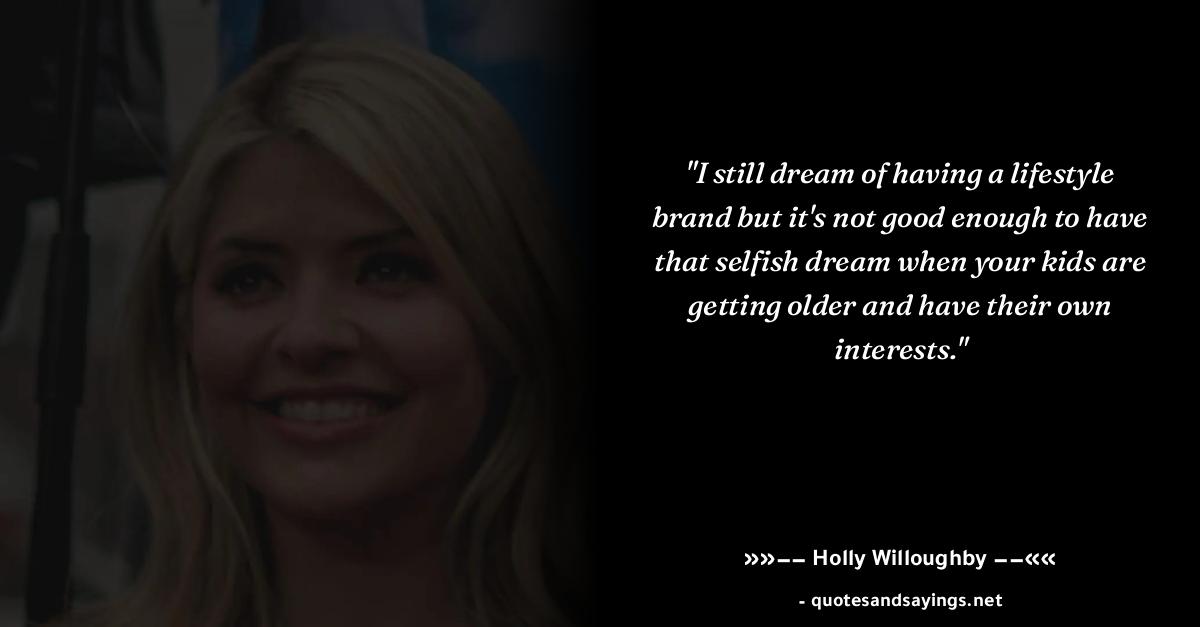 "I still dream of having a lifestyle
brand but it's not good enough to have
that selfish dream when your kids are
getting older and have their own
interests."
»»–– Holly Willoughby ––««
- quotesandsayings.net